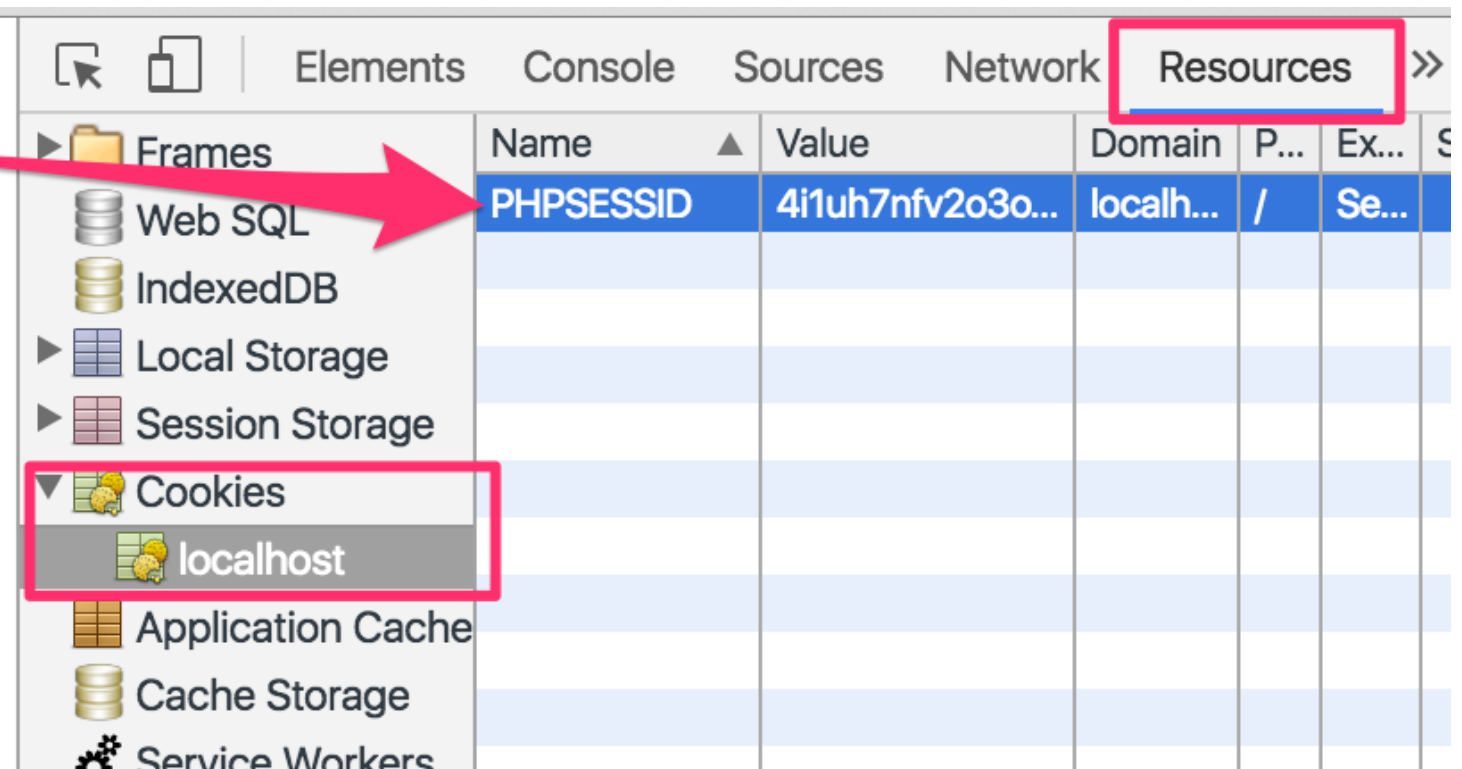 Elements Console Sources Network Resources »
Frames
Web SQL
IndexedDB
Local Storage
Session Storage
Cookies
localhost
Application Cache
Cache Storage
Service Workers
Name Value Domain P... Ex... S
PHPSESSID 4i1uh7nfv2o3o... localh... / Se...